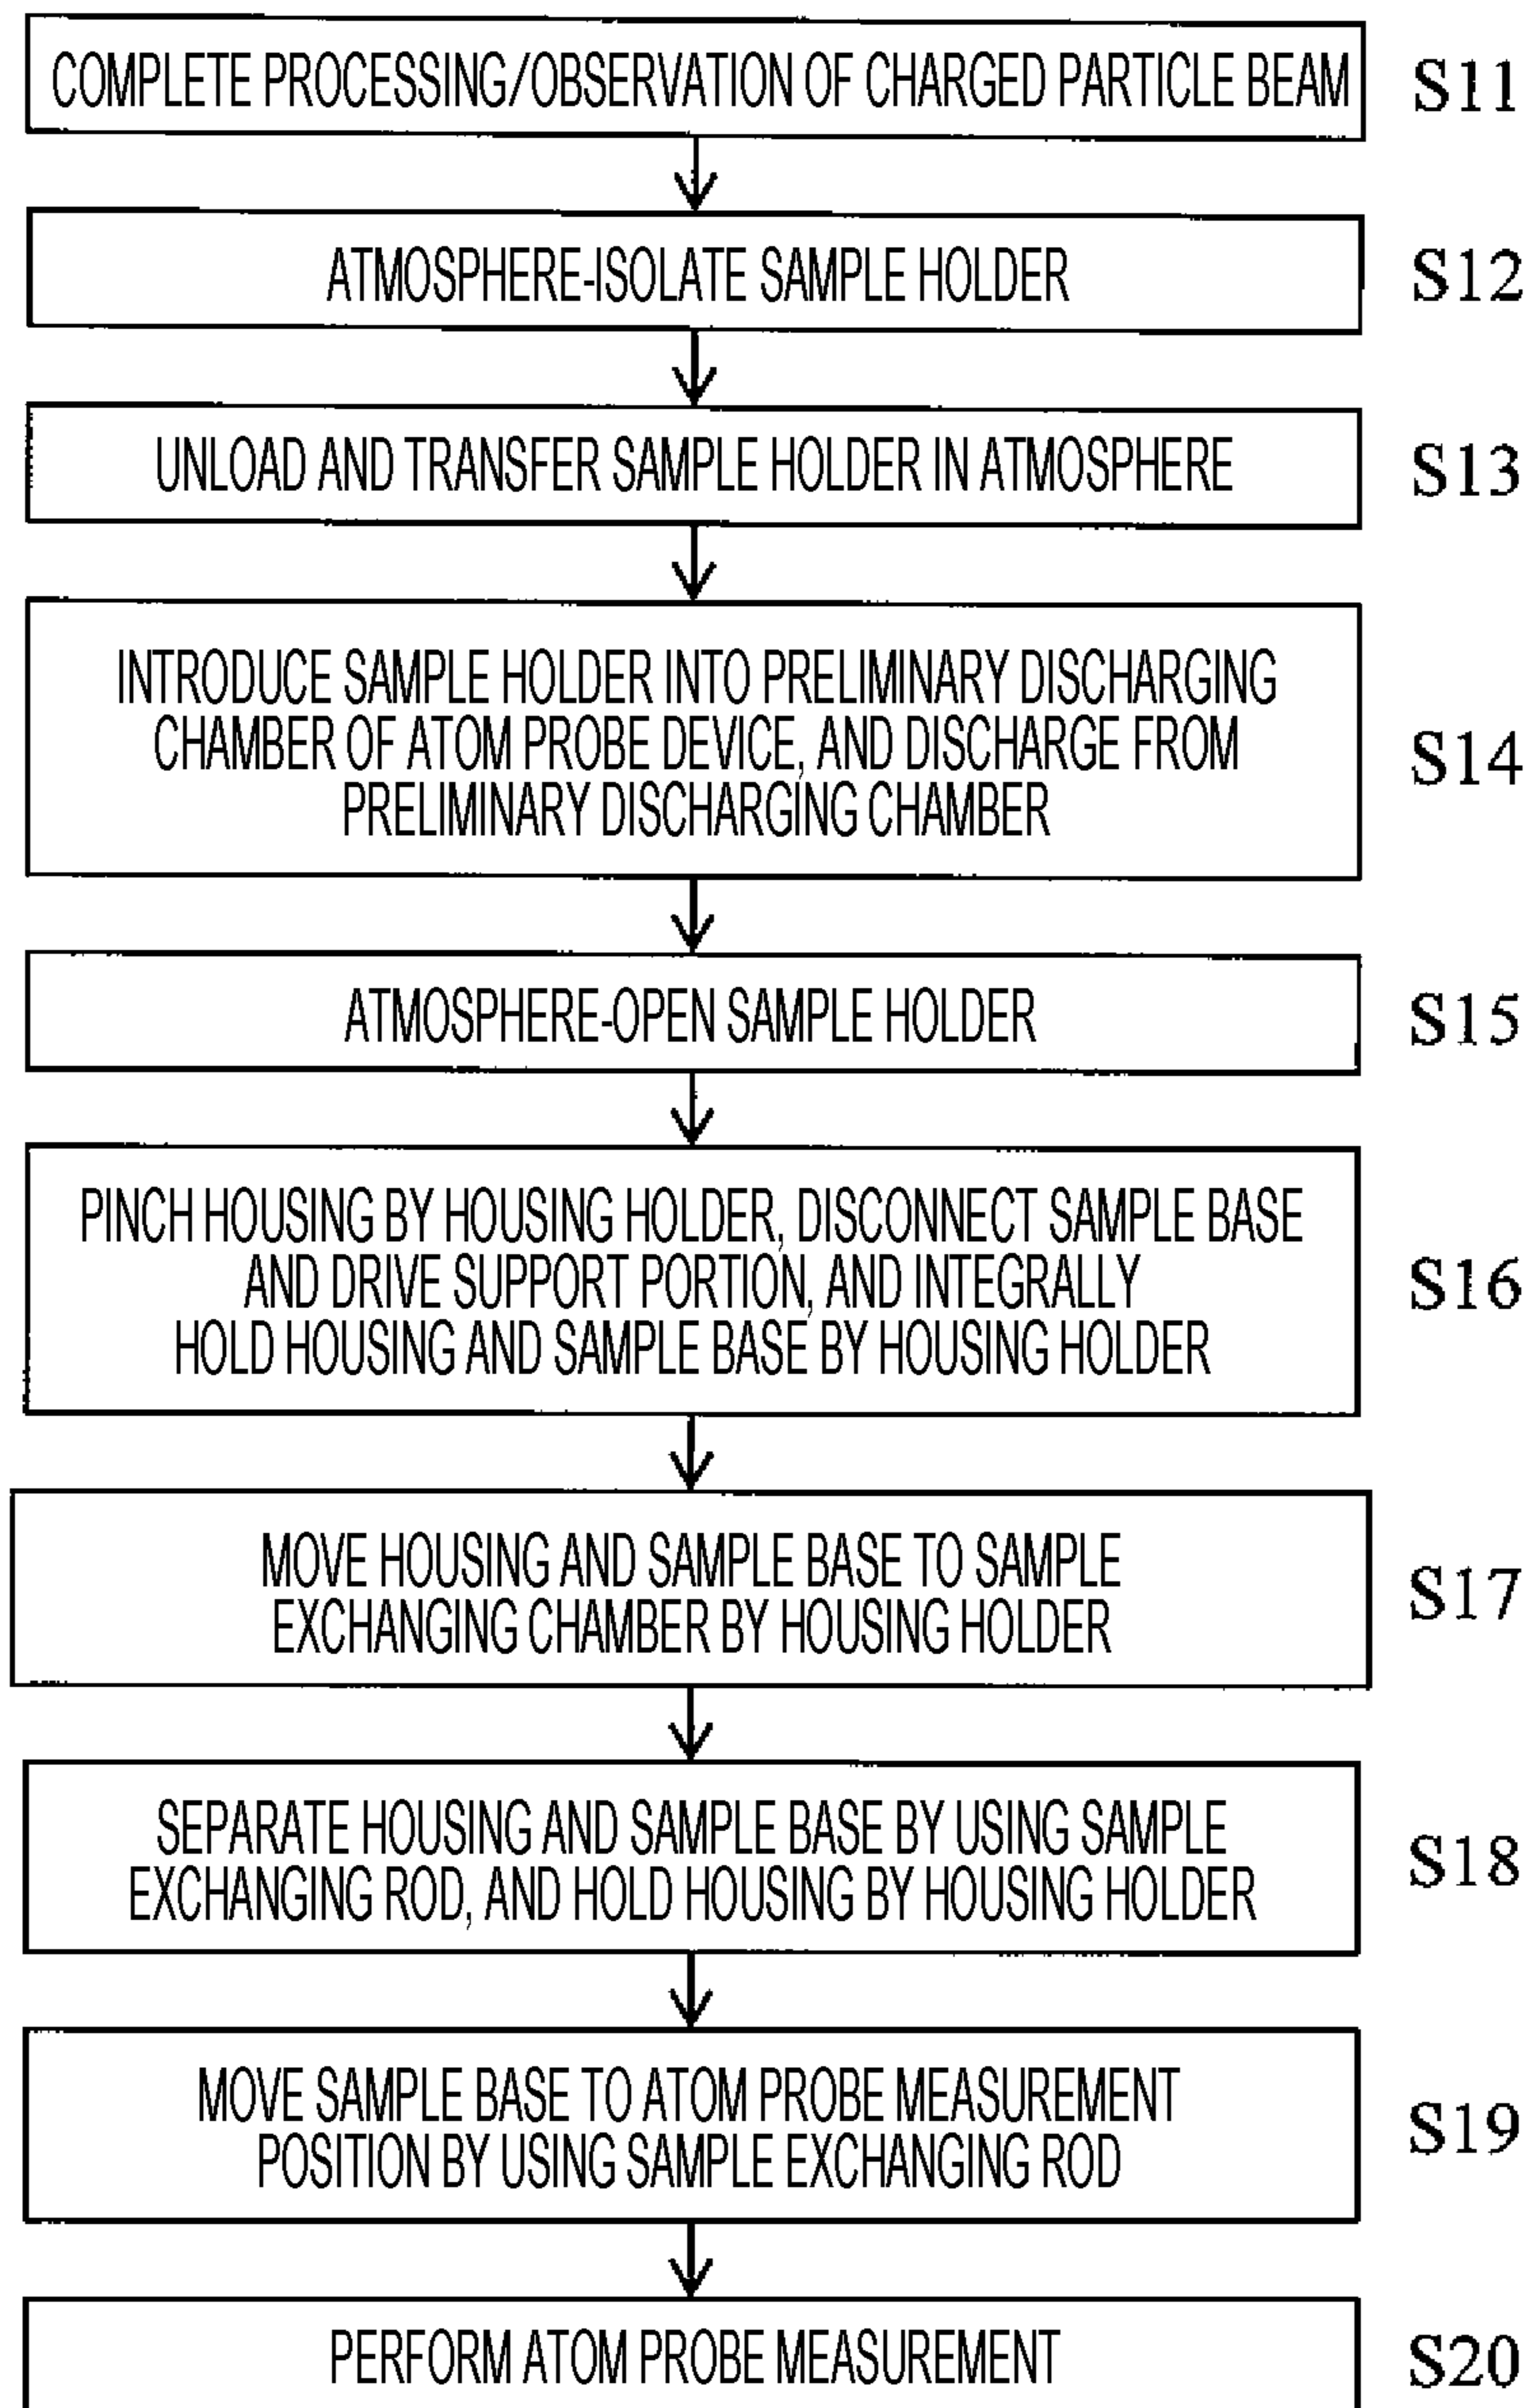 COMPLETE PROCESSING/OBSERVATION OF CHARGED PARTICLE BEAM S11
ATMOSPHERE-ISOLATE SAMPLE HOLDER S12
UNLOAD AND TRANSFER SAMPLE HOLDER IN ATMOSPHERE S13
INTRODUCE SAMPLE HOLDER INTO PRELIMINARY DISCHARGING
CHAMBER OF ATOM PROBE DEVICE, AND DISCHARGE FROM S14
PRELIMINARY DISCHARGING CHAMBER
ATMOSPHERE-OPEN SAMPLE HOLDER S15
PINCH HOUSING BY HOUSING HOLDER, DISCONNECT SAMPLE BASE
AND DRIVE SUPPORT PORTION, AND INTEGRALLY S16
HOLD HOUSING AND SAMPLE BASE BY HOUSING HOLDER
MOVE HOUSING AND SAMPLE BASE TO SAMPLE
EXCHANGING CHAMBER BY HOUSING HOLDER S17
SEPARATE HOUSING AND SAMPLE BASE BY USING SAMPLE
EXCHANGING ROD, AND HOLD HOUSING BY HOUSING HOLDER S18
MOVE SAMPLE BASE TO ATOM PROBE MEASUREMENT
POSITION BY USING SAMPLE EXCHANGING ROD S19
PERFORM ATOM PROBE MEASUREMENT S20